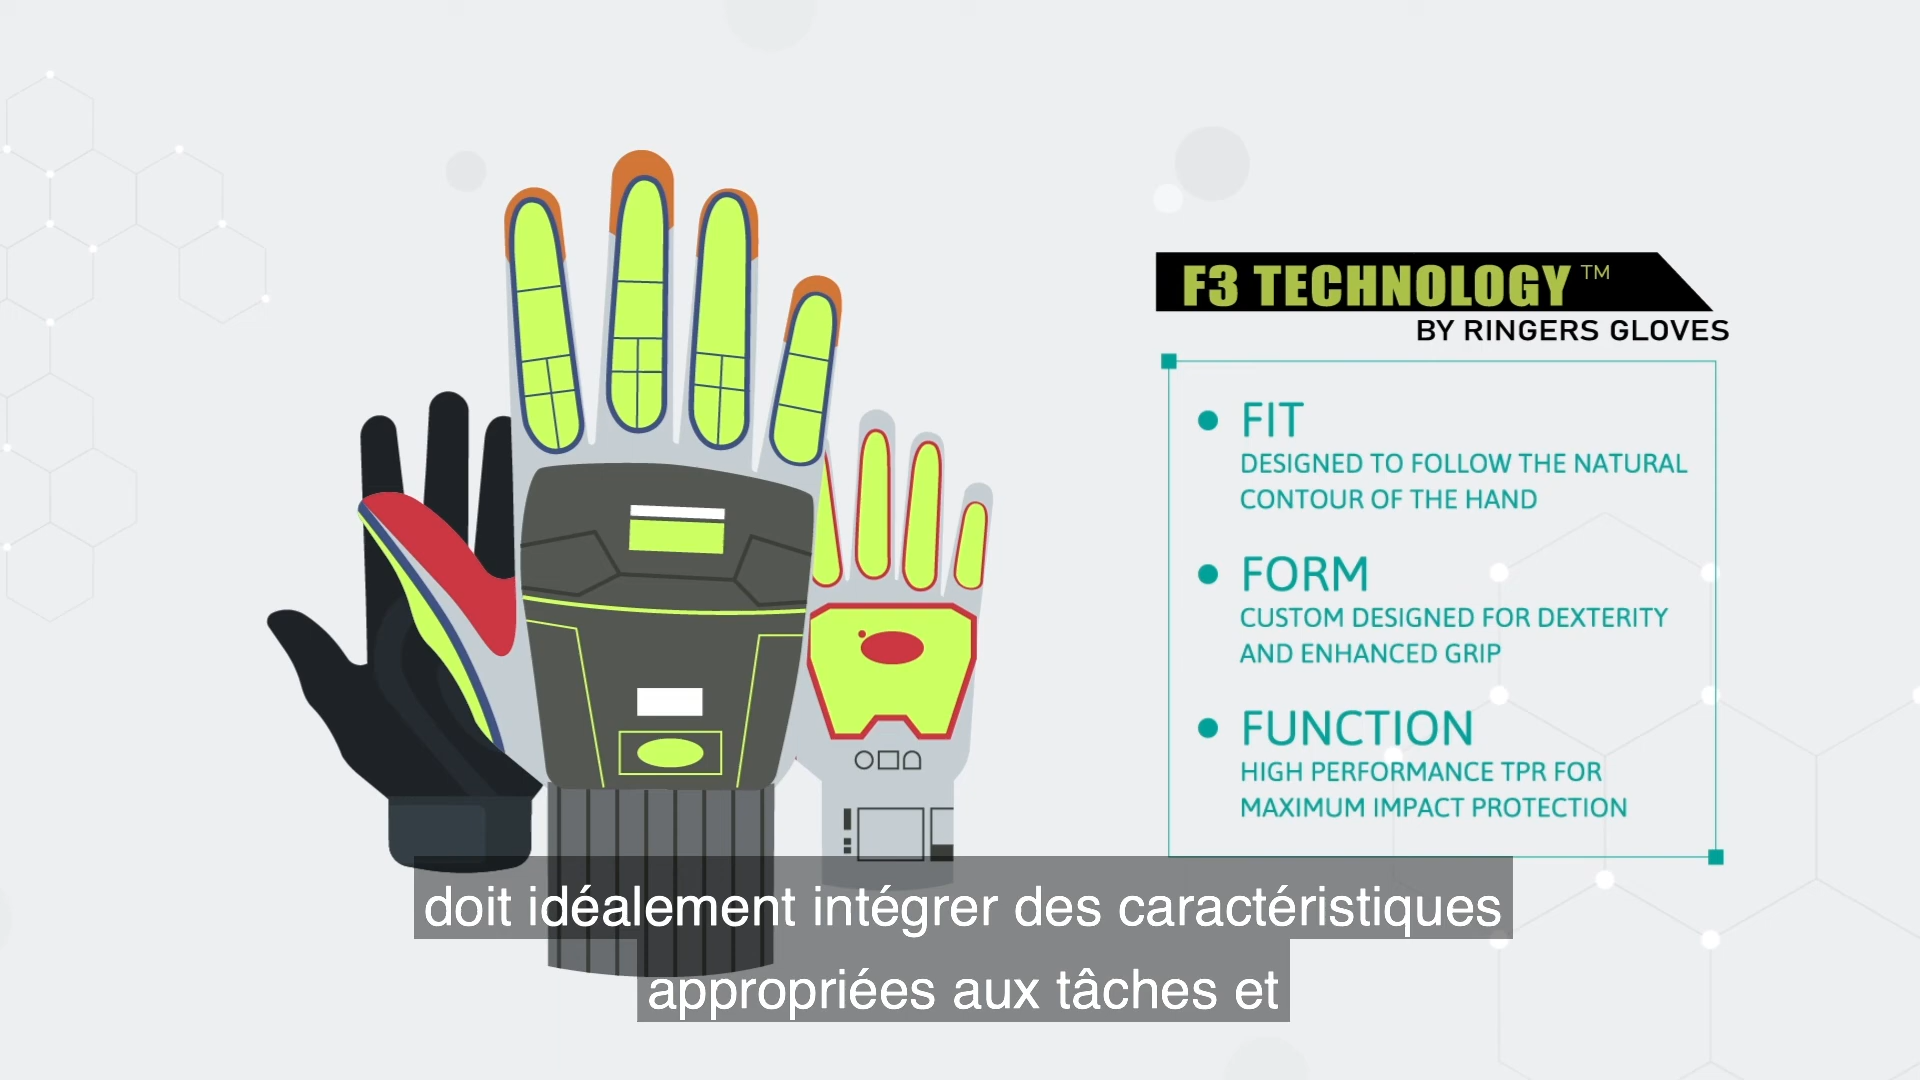 F3 TECHNOLOGY™
BY RINGERS GLOVES
FIT
DESIGNED TO FOLLOW THE NATURAL
CONTOUR OF THE HAND
FORM
CUSTOM DESIGNED FOR DEXTERITY
AND ENHANCED GRIP
FUNCTION
HIGH PERFORMANCE TPR FOR
MAXIMUM IMPACT PROTECTION
doit idéalement intégrer des caractéristiques
appropriées aux tâches et